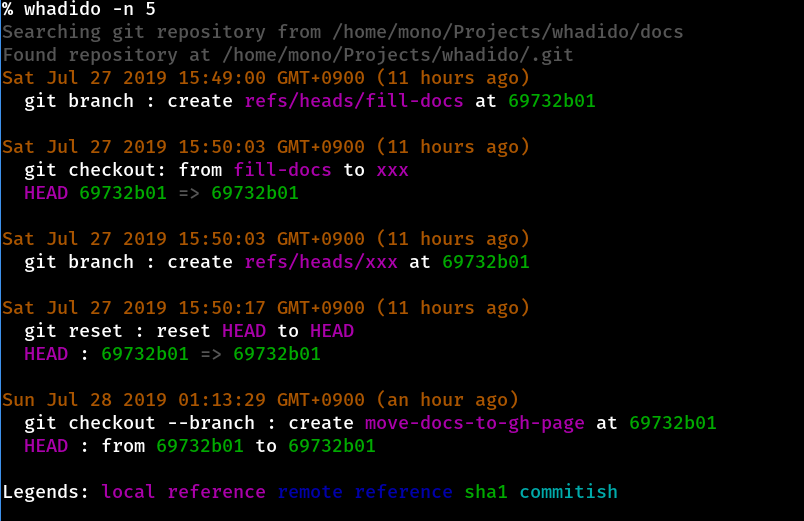 % whadido -n 5
Searching git repository from /home/mono/Projects/whadido/docs
Found repository at /home/mono/Projects/whadido/.git
Sat Jul 27 2019 15:49:00 GMT+0900 (11 hours ago)
git branch : create refs/heads/fill-docs at 69732b01
Sat Jul 27 2019 15:50:03 GMT+0900 (11 hours ago)
git checkout: from fill-docs to xxx
HEAD 69732b01 => 69732b01
Sat Jul 27 2019 15:50:03 GMT+0900 (11 hours ago)
git branch : create refs/heads/xxx at 69732b01
Sat Jul 27 2019 15:50:17 GMT+0900 (11 hours ago)
git reset : reset HEAD to HEAD
HEAD : 69732b01 => 69732b01
Sun Jul 28 2019 01:13:29 GMT+0900 (an hour ago)
git checkout --branch : create move-docs-to-gh-page at 69732b01
HEAD : from 69732b01 to 69732b01
Legends: local reference remote reference sha1 commitish